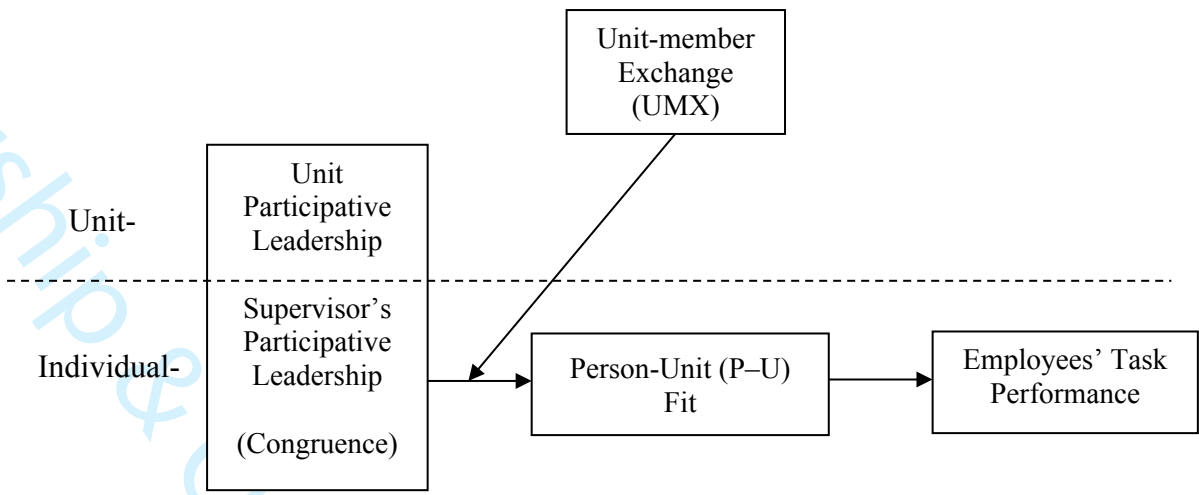 Unit-member
Exchange
(UMX)
Unit
Participative
Leadership
Unit-
Supervisor’s
Participative
Leadership
(Congruence)
Individual-
Person-Unit (P–U)
Fit
Employees’ Task
Performance
ship &